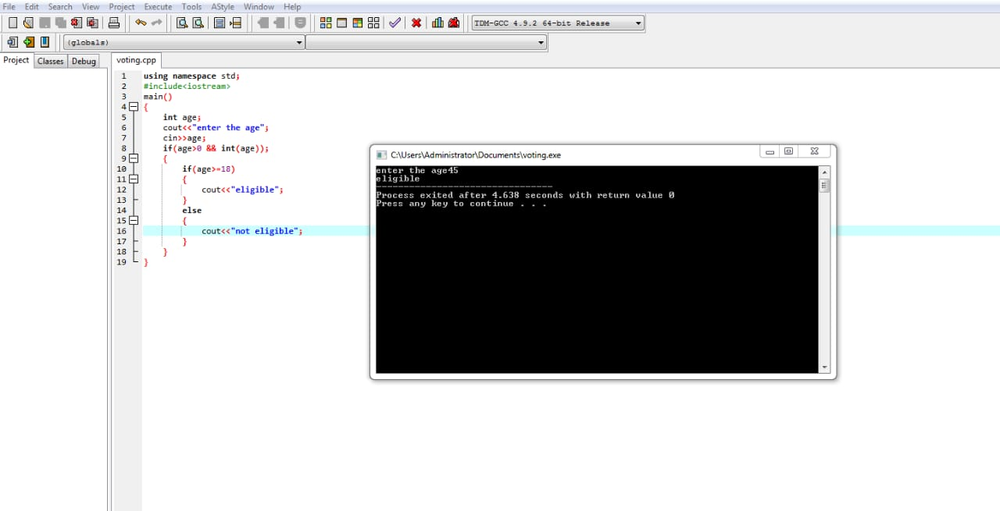 File Edit Search View Project Execute Tools AStyle Window Help
TDM-GCC 4.9.2 64-bit Release
(globals)
Project Classes Debug voting.cpp
1 using namespace std;
2 #include<iostream>
3 main()
4 {
5 int age;
6 cout<<"enter the age";
7 cin>>age;
8 if(age>0 && int(age));
9 {
10 if(age>=18)
11 {
12 cout<<"eligible";
13 }
14 else
15 {
16 cout<<"not eligible";
17 }
18 }
19 }
C:\Users\Administrator\Documents\voting.exe
enter the age45
eligible
--------------------------------
Process exited after 4.638 seconds with return value 0
Press any key to continue . . .